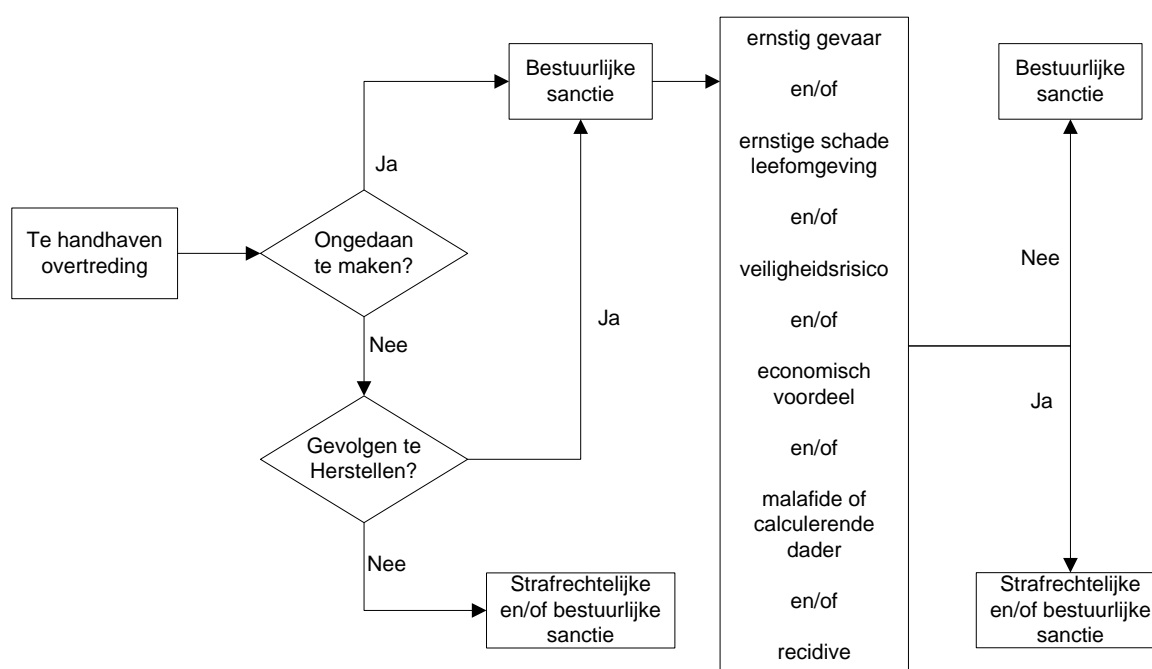 Te handhaven
overtreding
Ongedaan
te maken?
Ja
Nee
Gevolgen te
Herstellen?
Ja
Nee
Bestuurlijke
sanctie
Strafrechtelijke
en/of bestuurlijke
sanctie
ernstig gevaar
en/of
ernstige schade
leefomgeving
en/of
veiligheidsrisico
en/of
economisch
voordeel
en/of
malafide of
calculerende
dader
en/of
recidive
Nee
Ja
Bestuurlijke
sanctie
Strafrechtelijke
en/of bestuurlijke
sanctie